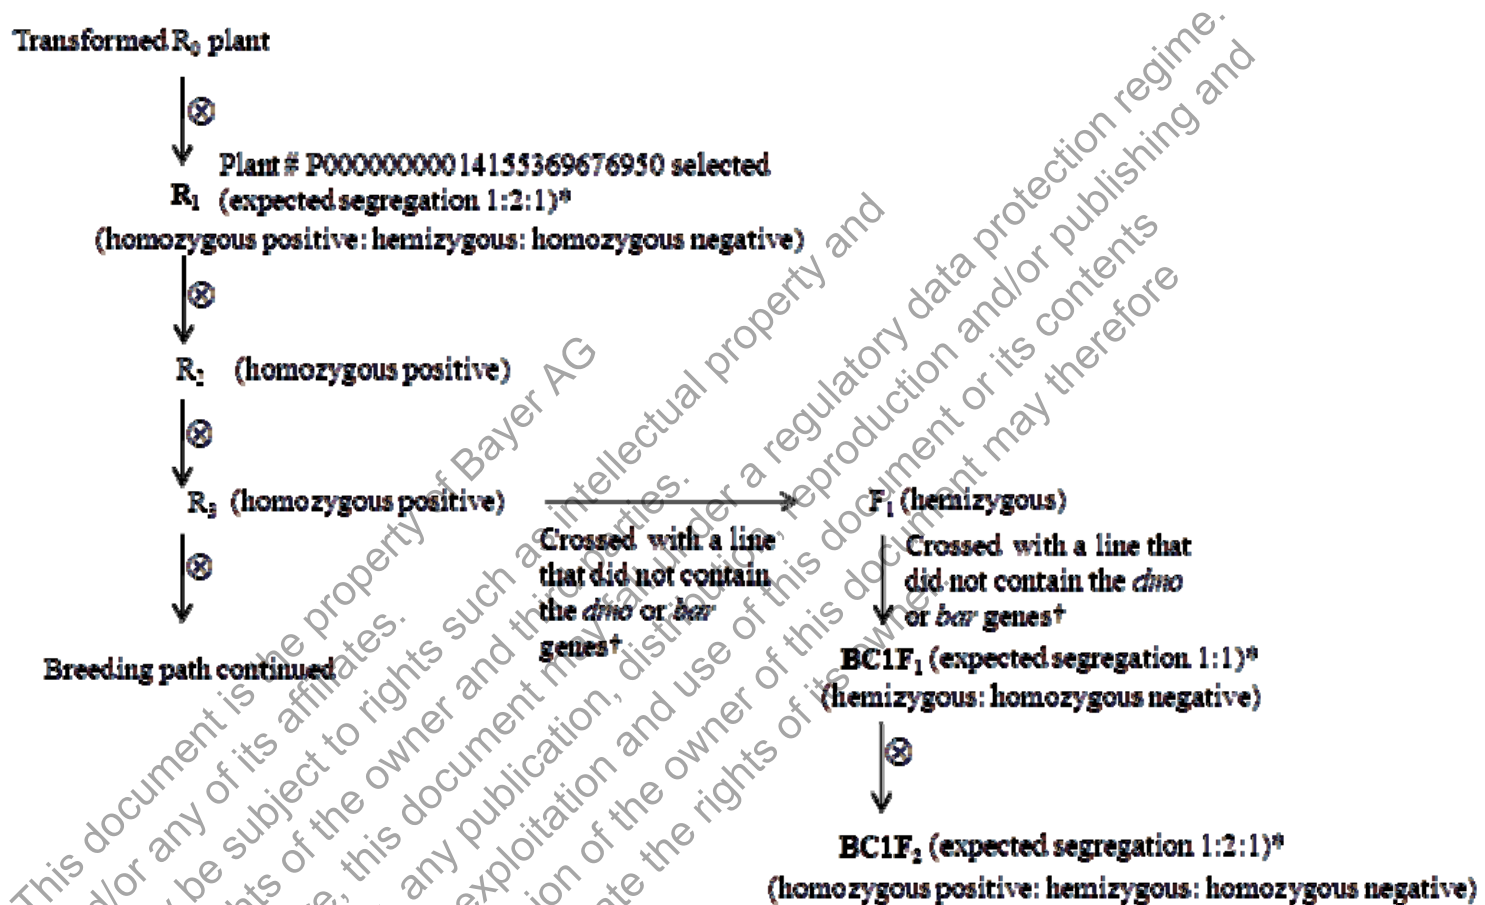 Transformed R₀ plant
Plant # P00000000014155369676950 selected
R₁ (expected segregation 1:2:1)*
(homozygous positive: hemizygous: homozygous negative)
R₂ (homozygous positive)
R₃ (homozygous positive)
Crossed with a line
that did not contain
the dmo or bar
genes†
F₁ (hemizygous)
Crossed with a line that
did not contain the dmo
or bar genes†
Breeding path continued
BC1F₁ (expected segregation 1:1)*
(hemizygous: homozygous negative)
BC1F₂ (expected segregation 1:2:1)*
(homozygous positive: hemizygous: homozygous negative)
This document is the property of Bayer AG
and/or any of its affiliates.
be subject to rights such as intellectual property and
rights of the owner and third parties.
this document may fall under a regulatory data protection regime.
any publication, distribution, reproduction and/or publishing and
exploitation and use of this document or its contents
ion of the owner of this document may therefore
ate the rights of its owner.